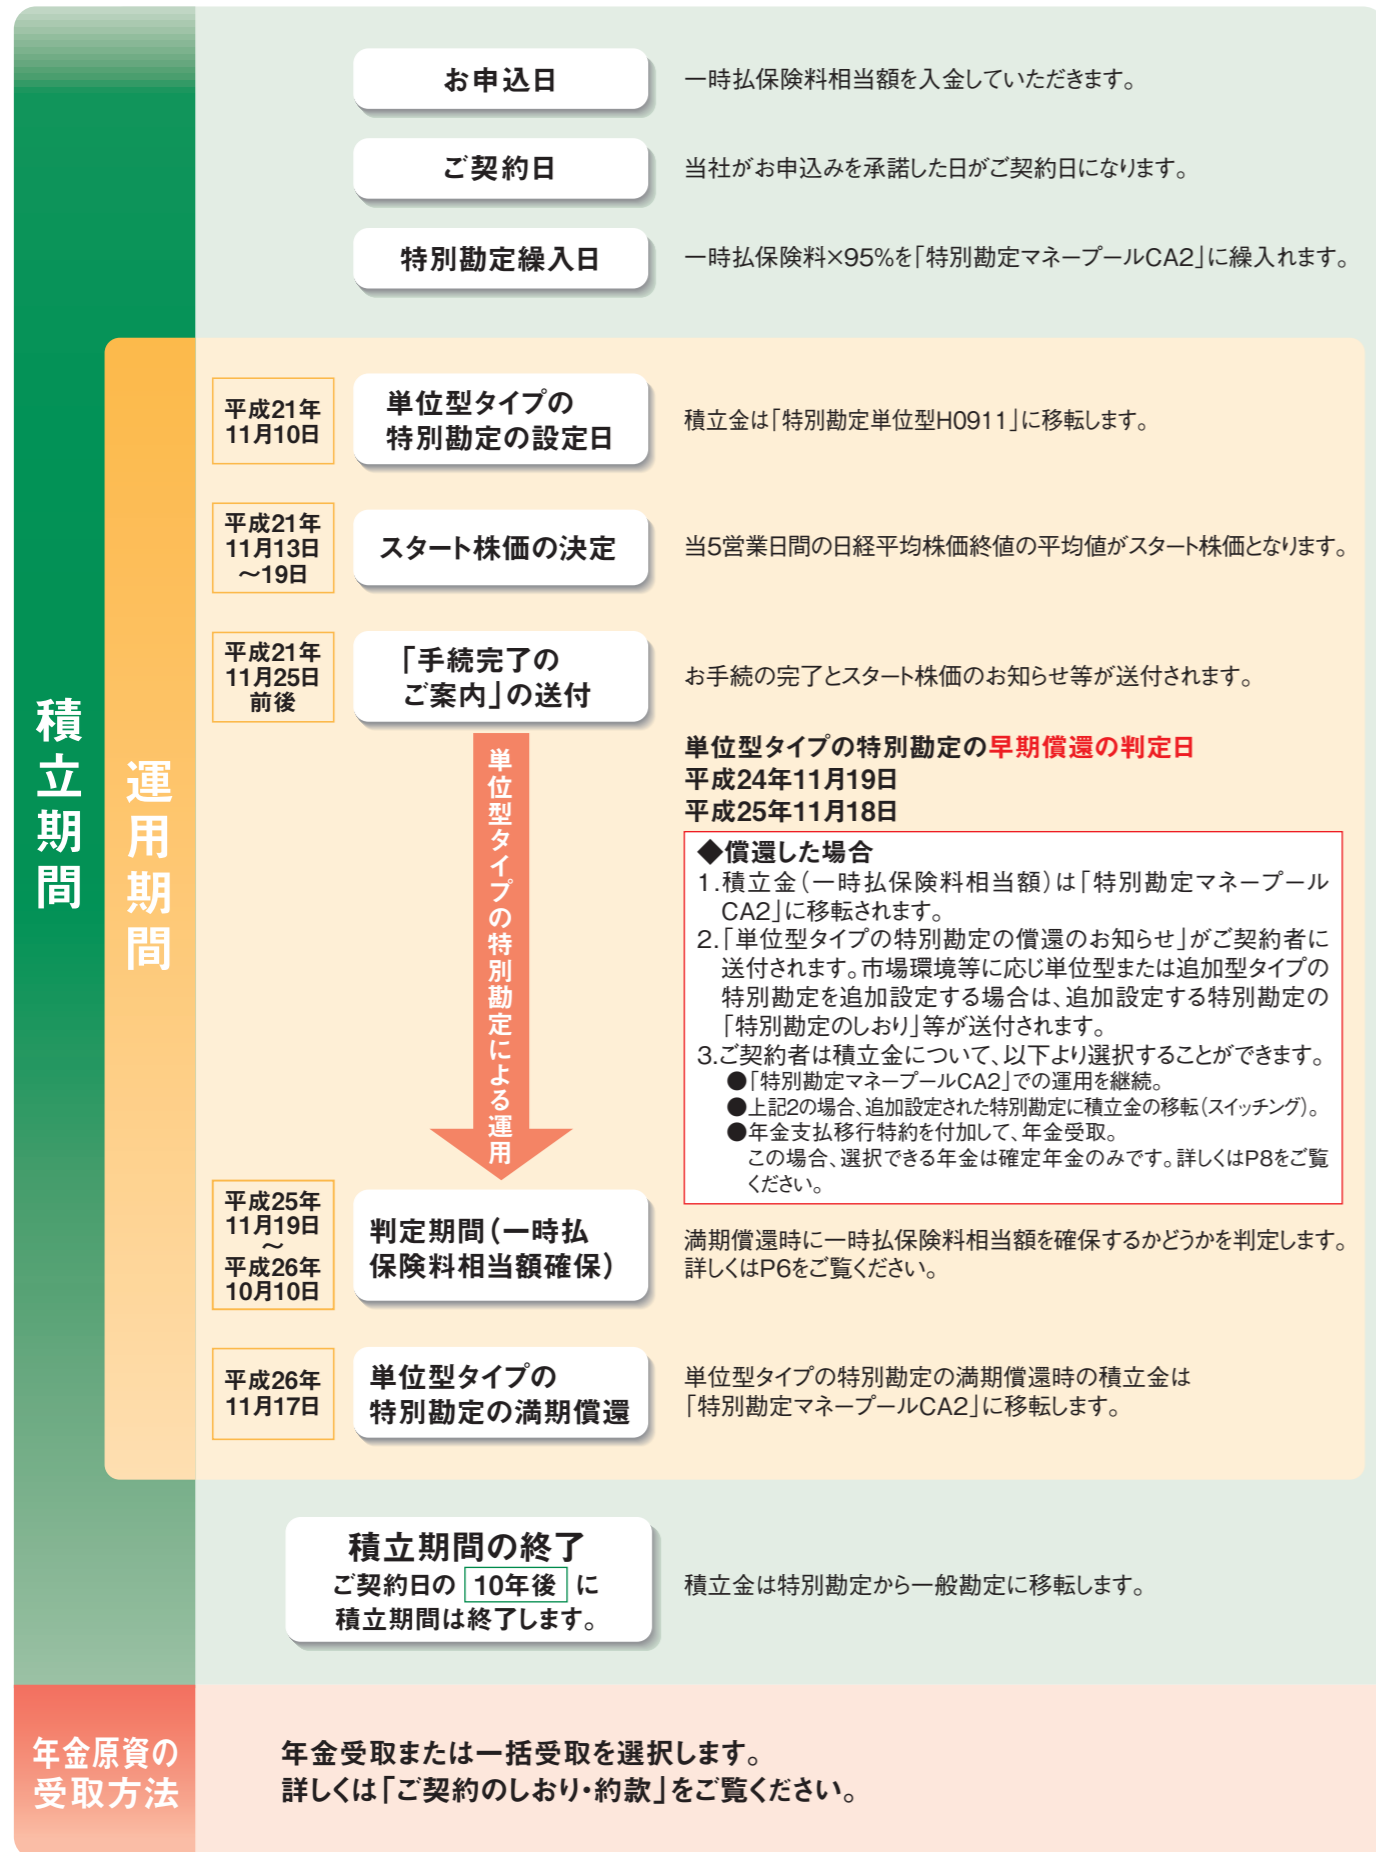 積立期間
運用期間
お申込日
一時払保険料相当額を入金していただきます。
ご契約日
当社がお申込みを承諾した日がご契約日になります。
特別勘定繰入日
一時払保険料×95%を「特別勘定マネープールCA2」に繰入れます。
平成21年
11月10日
単位型タイプの
特別勘定の設定日
積立金は「特別勘定単位型H0911」に移転します。
平成21年
11月13日
～19日
スタート株価の決定
当5営業日間の日経平均株価終値の平均値がスタート株価となります。
平成21年
11月25日
前後
「手続完了の
ご案内」の送付
お手続の完了とスタート株価のお知らせ等が送付されます。
単位型タイプの特別勘定による運用
単位型タイプの特別勘定の早期償還の判定日
平成24年11月19日
平成25年11月18日
◆償還した場合
1.積立金（一時払保険料相当額）は「特別勘定マネープール
CA2」に移転されます。
2.「単位型タイプの特別勘定の償還のお知らせ」がご契約者に
送付されます。市場環境等に応じ単位型または追加型タイプの
特別勘定を追加設定する場合は、追加設定する特別勘定の
「特別勘定のしおり」等が送付されます。
3.ご契約者は積立金について、以下より選択することができます。
●「特別勘定マネープールCA2」での運用を継続。
●上記2の場合、追加設定された特別勘定に積立金の移転（スイッチング）。
●年金支払移行特約を付加して、年金受取。
この場合、選択できる年金は確定年金のみです。詳しくはP8をご覧
ください。
平成25年
11月19日
～
平成26年
10月10日
判定期間（一時払
保険料相当額確保）
満期償還時に一時払保険料相当額を確保するかどうかを判定します。
詳しくはP6をご覧ください。
平成26年
11月17日
単位型タイプの
特別勘定の満期償還
単位型タイプの特別勘定の満期償還時の積立金は
「特別勘定マネープールCA2」に移転します。
積立期間の終了
ご契約日の 10年後 に
積立期間は終了します。
積立金は特別勘定から一般勘定に移転します。
年金原資の
受取方法
年金受取または一括受取を選択します。
詳しくは「ご契約のしおり・約款」をご覧ください。